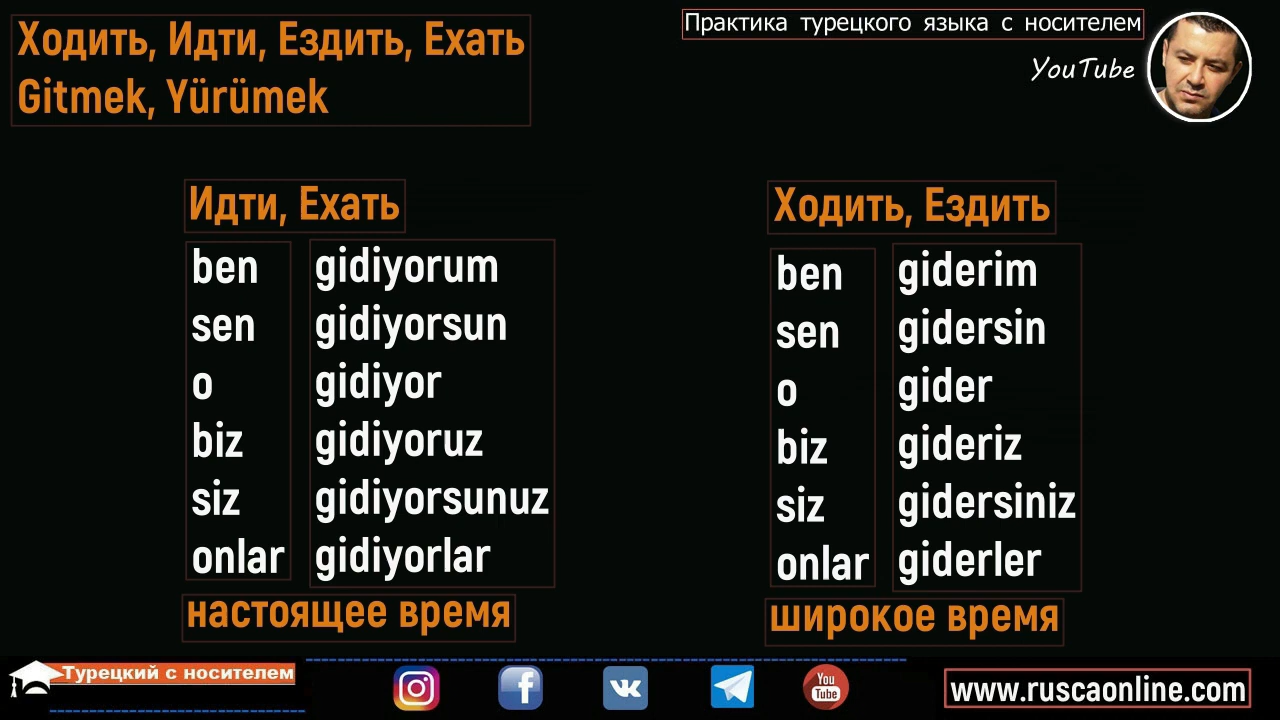 Ходить, Идти, Ездить, Ехать
Gitmek, Yürümek
Практика турецкого языка с носителем
YouTube
Идти, Ехать
ben gidiyorum
sen gidiyorsun
o gidiyor
biz gidiyoruz
siz gidiyorsunuz
onlar gidiyorlar
настоящее время
Ходить, Ездить
ben giderim
sen gidersin
o gider
biz gideriz
siz gidersiniz
onlar giderler
широкое время
Турецкий с носителем
You
Tube
www.ruscaonline.com